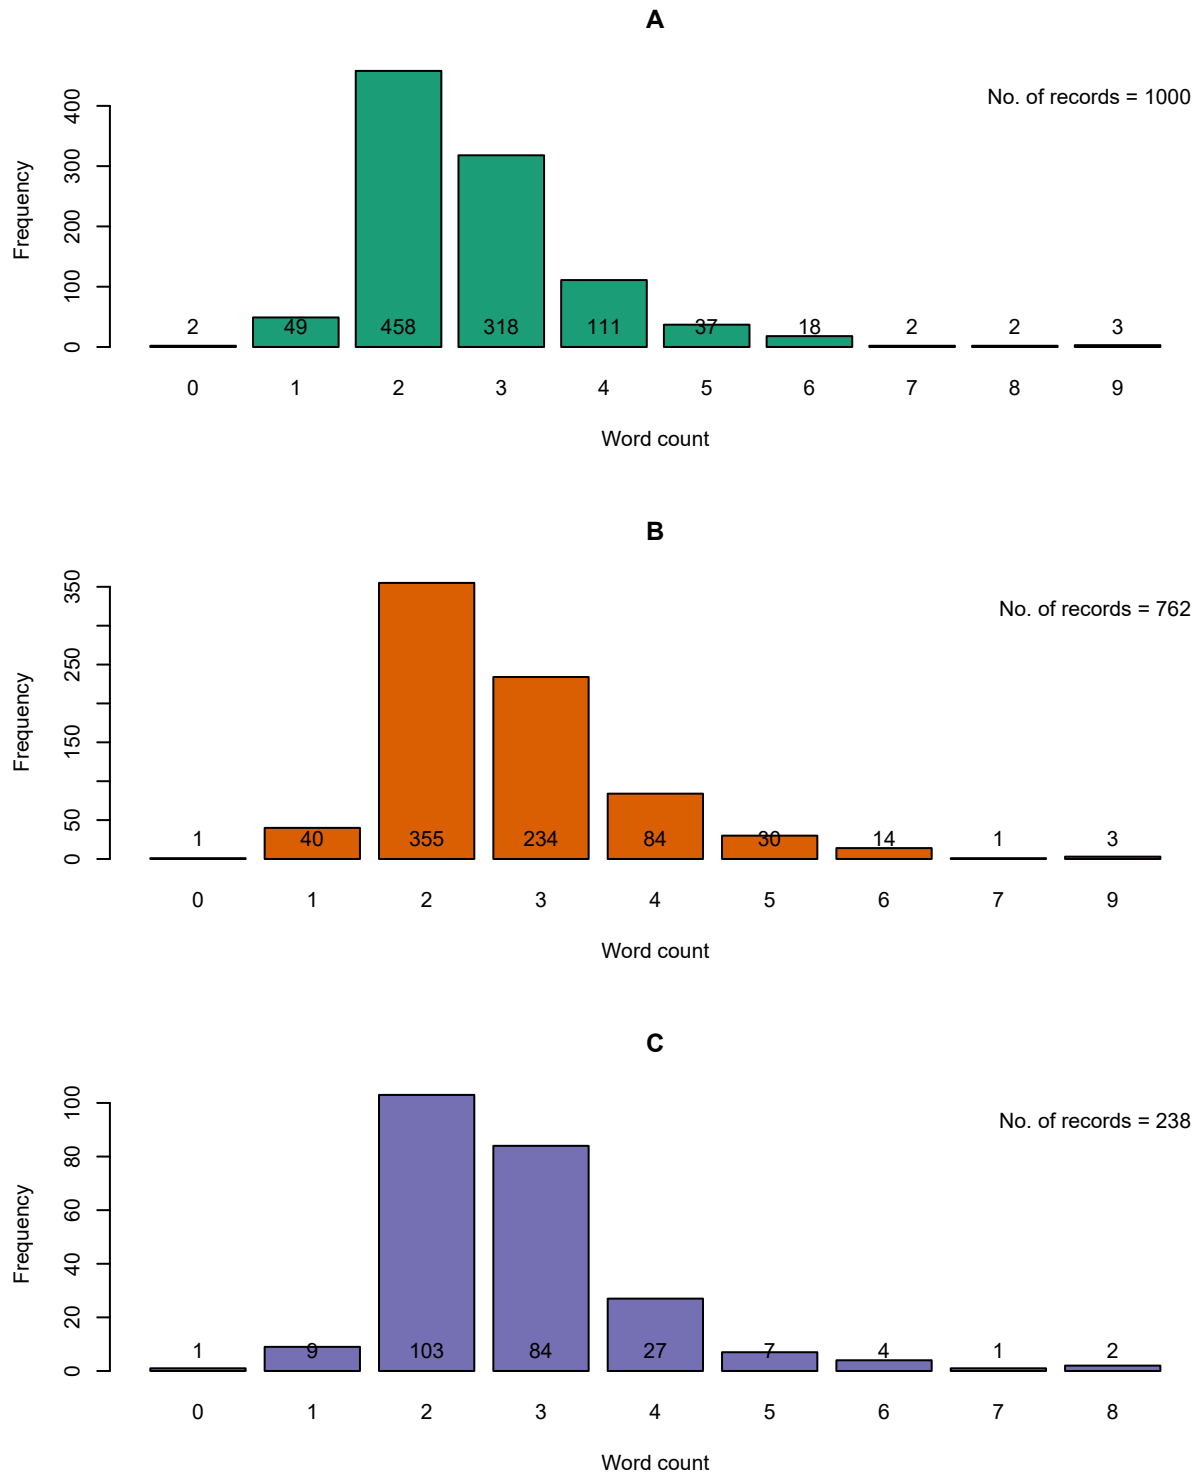 A
No. of records = 1000
Frequency
400
300
200
100
0
2 49 458 318 111 37 18 2 2 3
0 1 2 3 4 5 6 7 8 9
Word count
B
No. of records = 762
Frequency
350
250
150
50
0
1 40 355 234 84 30 14 1 3
0 1 2 3 4 5 6 7 9
Word count
C
No. of records = 238
Frequency
100
80
60
40
20
0
1 9 103 84 27 7 4 1 2
0 1 2 3 4 5 6 7 8
Word count